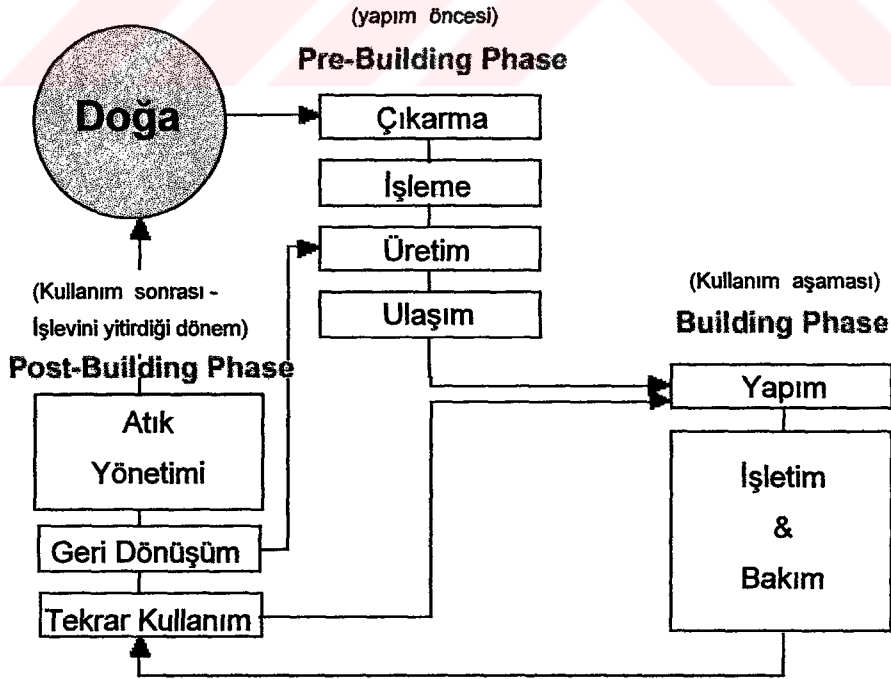 (yapım öncesi)
Pre-Building Phase
Doğa
Çıkarma
İşleme
Üretim
Ulaşım
(Kullanım aşaması)
Building Phase
Yapım
İşletim
&
Bakım
(Kullanım sonrası -
İşlevini yitirdiği dönem)
Post-Building Phase
Atık
Yönetimi
Geri Dönüşüm
Tekrar Kullanım